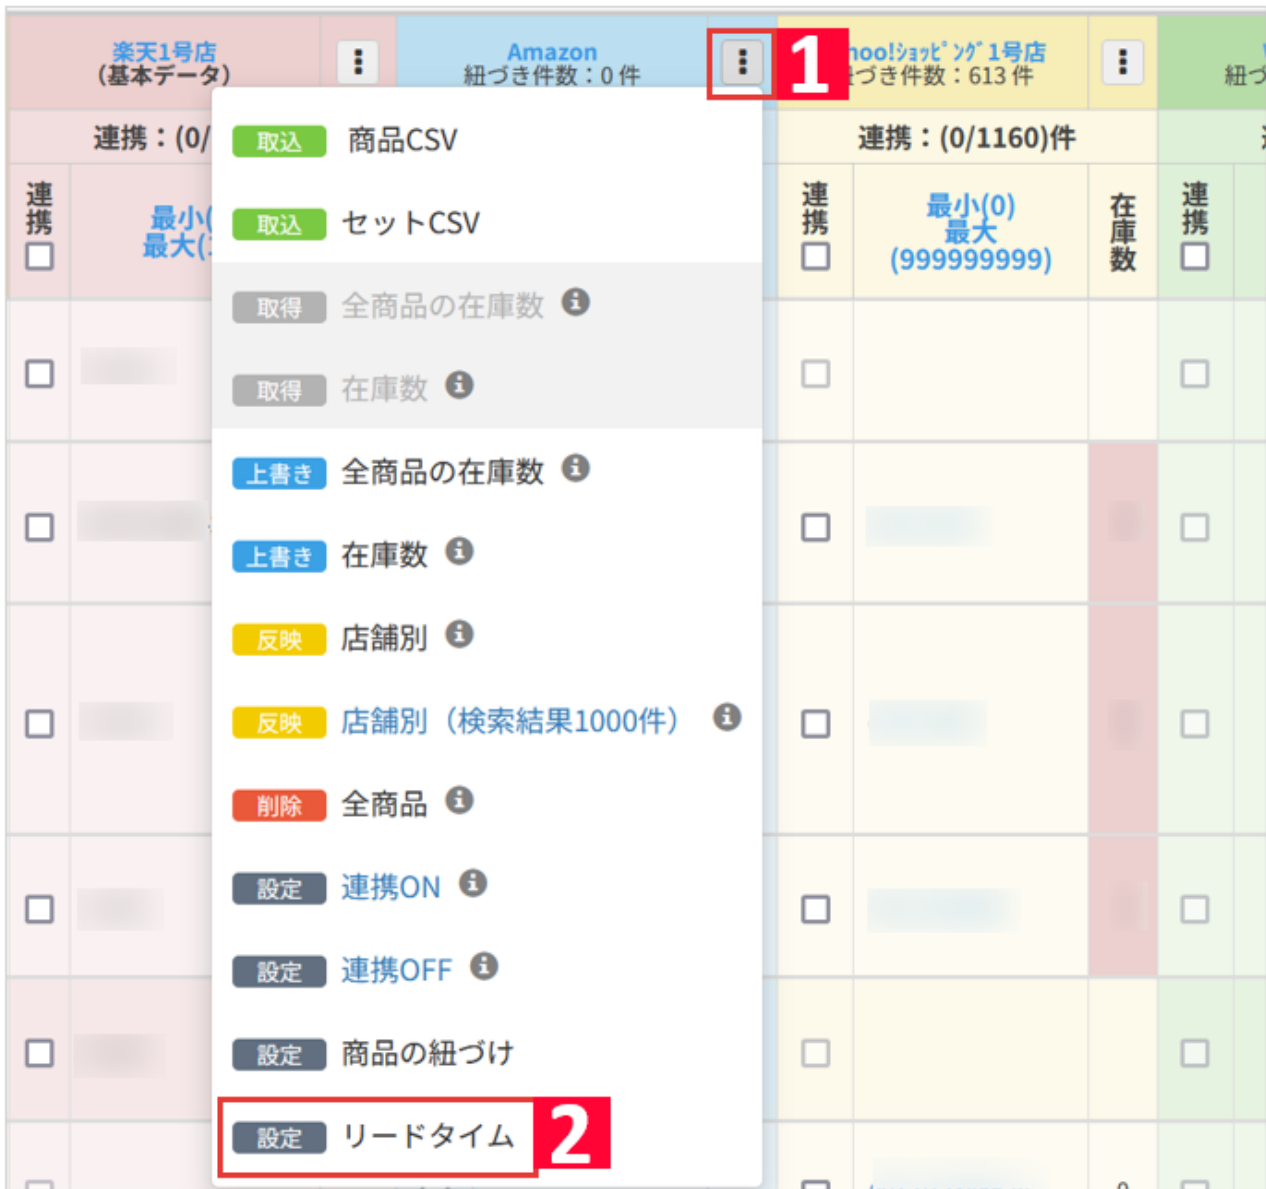 楽天1号店
(基本データ)
Amazon
紐づき件数：0 件
1
hoo!ｼｮｯﾋﾟﾝｸﾞ1号店
づき件数：613 件
紐づ
連携：(0/
連携：(0/1160)件
連携
最小(
最大(
連携
最小(0)
最大
(999999999)
在庫数
連携
取込 商品CSV
取込 セットCSV
取得 全商品の在庫数
取得 在庫数
上書き 全商品の在庫数
上書き 在庫数
反映 店舗別
反映 店舗別（検索結果1000件）
削除 全商品
設定 連携ON
設定 連携OFF
設定 商品の紐づけ
設定 リードタイム
2